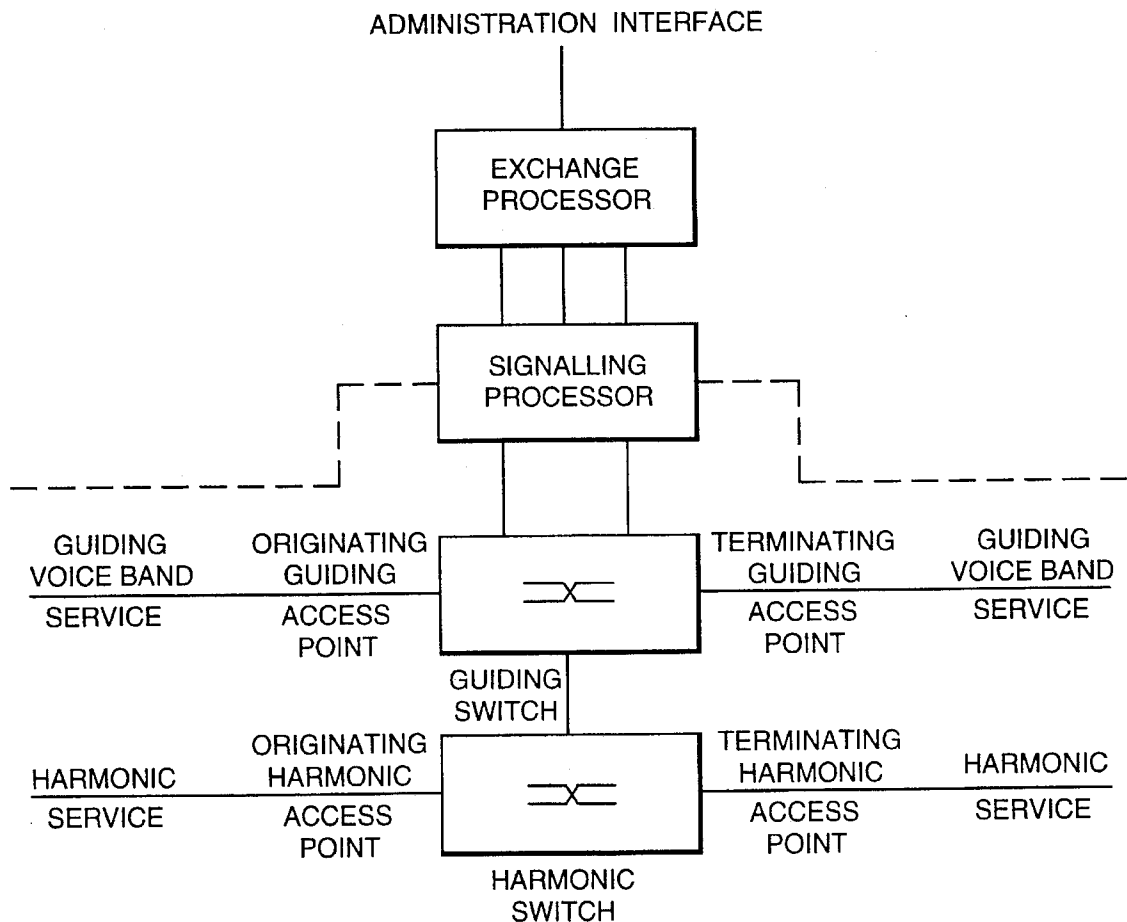 ADMINISTRATION INTERFACE
EXCHANGE
PROCESSOR
SIGNALLING
PROCESSOR
GUIDING
VOICE BAND
SERVICE
ORIGINATING
GUIDING
ACCESS
POINT
TERMINATING
GUIDING
ACCESS
POINT
GUIDING
VOICE BAND
SERVICE
GUIDING
SWITCH
HARMONIC
SERVICE
ORIGINATING
HARMONIC
ACCESS
POINT
TERMINATING
HARMONIC
ACCESS
POINT
HARMONIC
SERVICE
HARMONIC
SWITCH